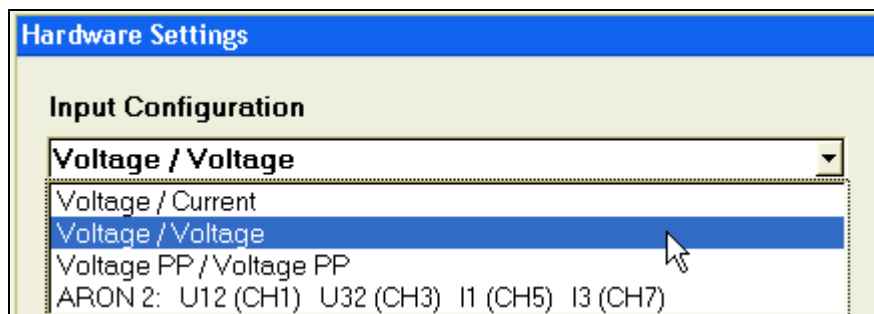 Hardware Settings
Input Configuration
Voltage / Voltage
Voltage / Current
Voltage / Voltage
Voltage PP / Voltage PP
ARON 2: U12 (CH1) U32 (CH3) I1 (CH5) I3 (CH7)